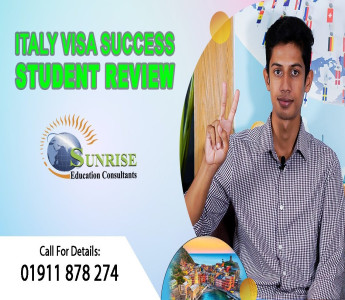 ITALY VISA SUCCESS
STUDENT REVIEW
SUNRISE
Education Consultants
Call For Details:
01911 878 274